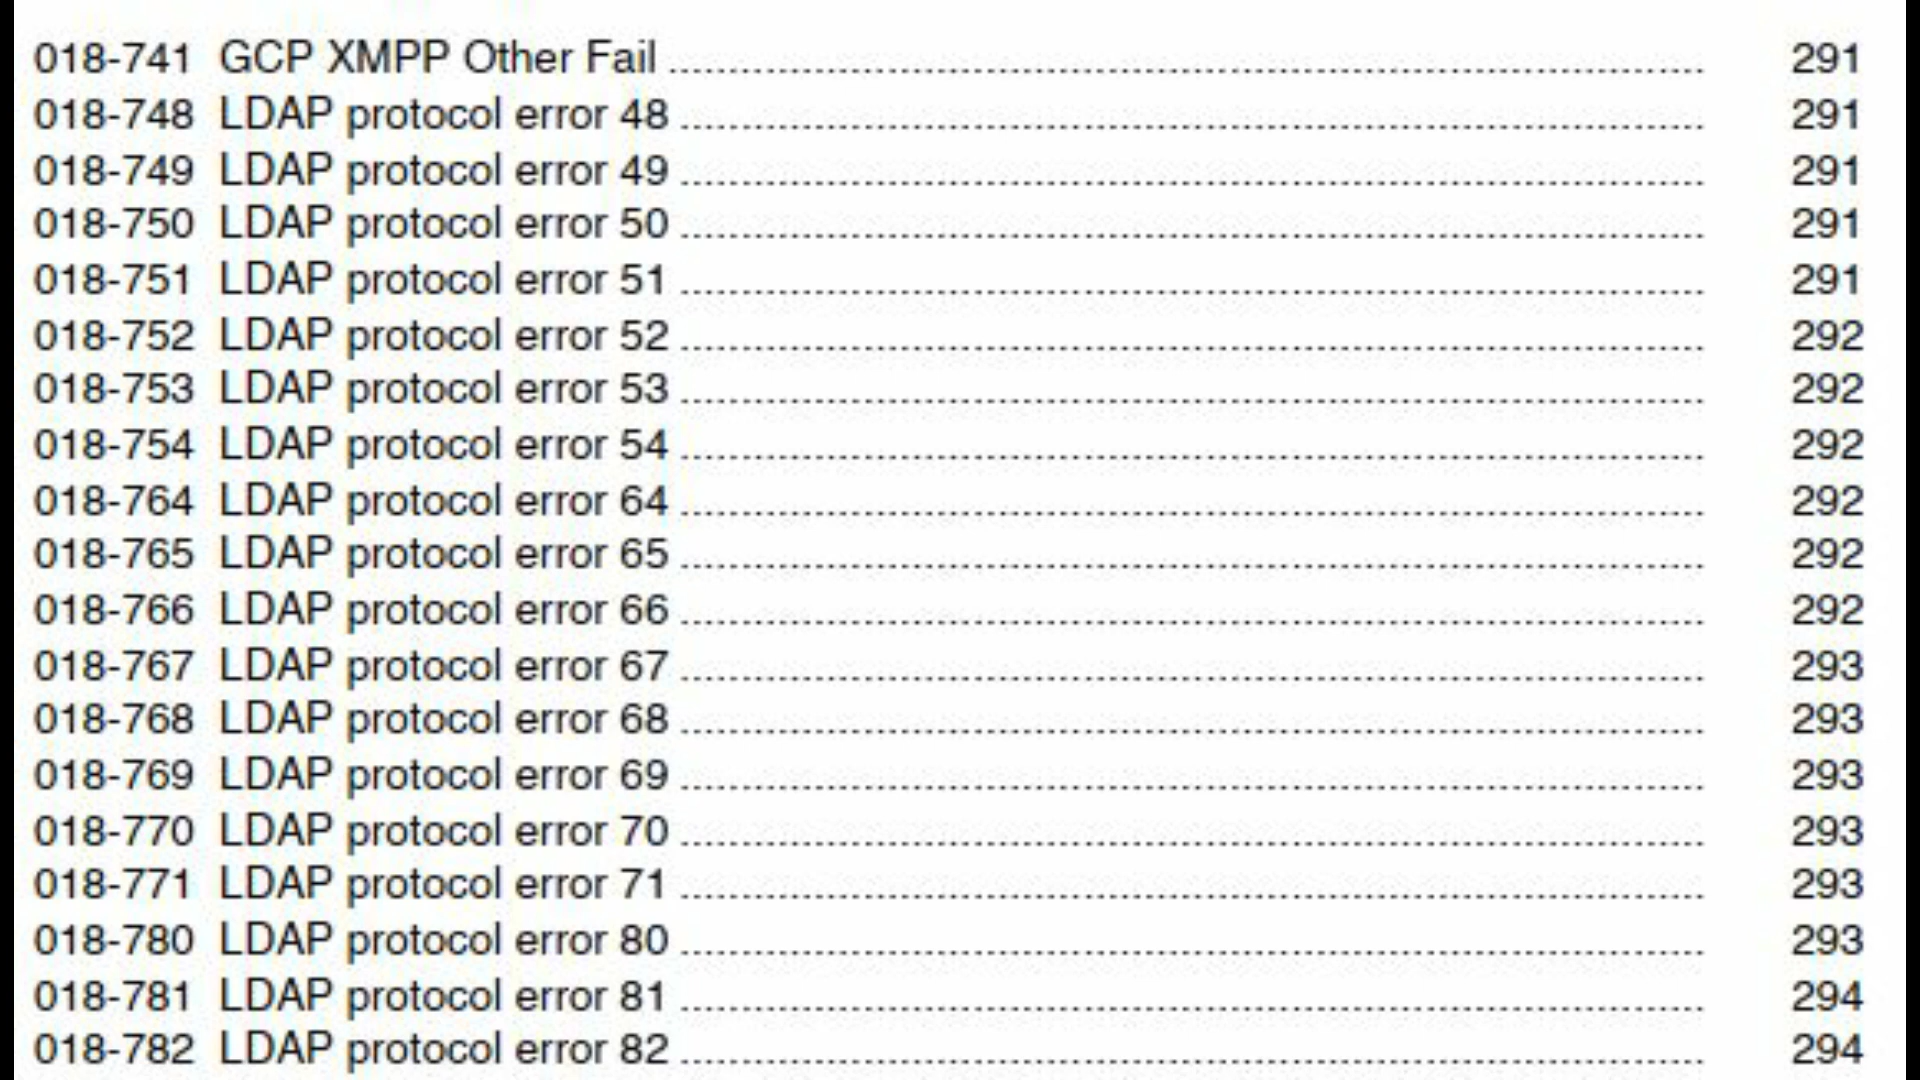 018-741 GCP XMPP Other Fail ........ 291
018-748 LDAP protocol error 48 ........ 291
018-749 LDAP protocol error 49 ........ 291
018-750 LDAP protocol error 50 ........ 291
018-751 LDAP protocol error 51 ........ 291
018-752 LDAP protocol error 52 ........ 292
018-753 LDAP protocol error 53 ........ 292
018-754 LDAP protocol error 54 ........ 292
018-764 LDAP protocol error 64 ........ 292
018-765 LDAP protocol error 65 ........ 292
018-766 LDAP protocol error 66 ........ 292
018-767 LDAP protocol error 67 ........ 293
018-768 LDAP protocol error 68 ........ 293
018-769 LDAP protocol error 69 ........ 293
018-770 LDAP protocol error 70 ........ 293
018-771 LDAP protocol error 71 ........ 293
018-780 LDAP protocol error 80 ........ 293
018-781 LDAP protocol error 81 ........ 294
018-782 LDAP protocol error 82 ........ 294